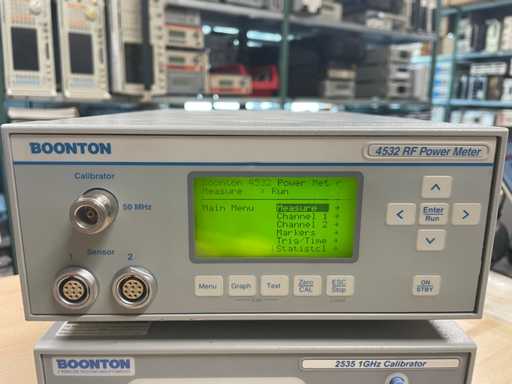 BOONTON
4532 RF Power Meter
Calibrator
50 MHz
Sensor
1
2
Boonton 4532 Power Met r
Measure : Run
Main Menu
Measure →
Channel 1 →
Channel 2 →
Markers →
Trig/Time →
Statistcl →
Enter
Run
Menu
Graph
Text
Zero
CAL
ESC
Stop
ON
STBY
BOONTON
2535 1GHz Calibrator